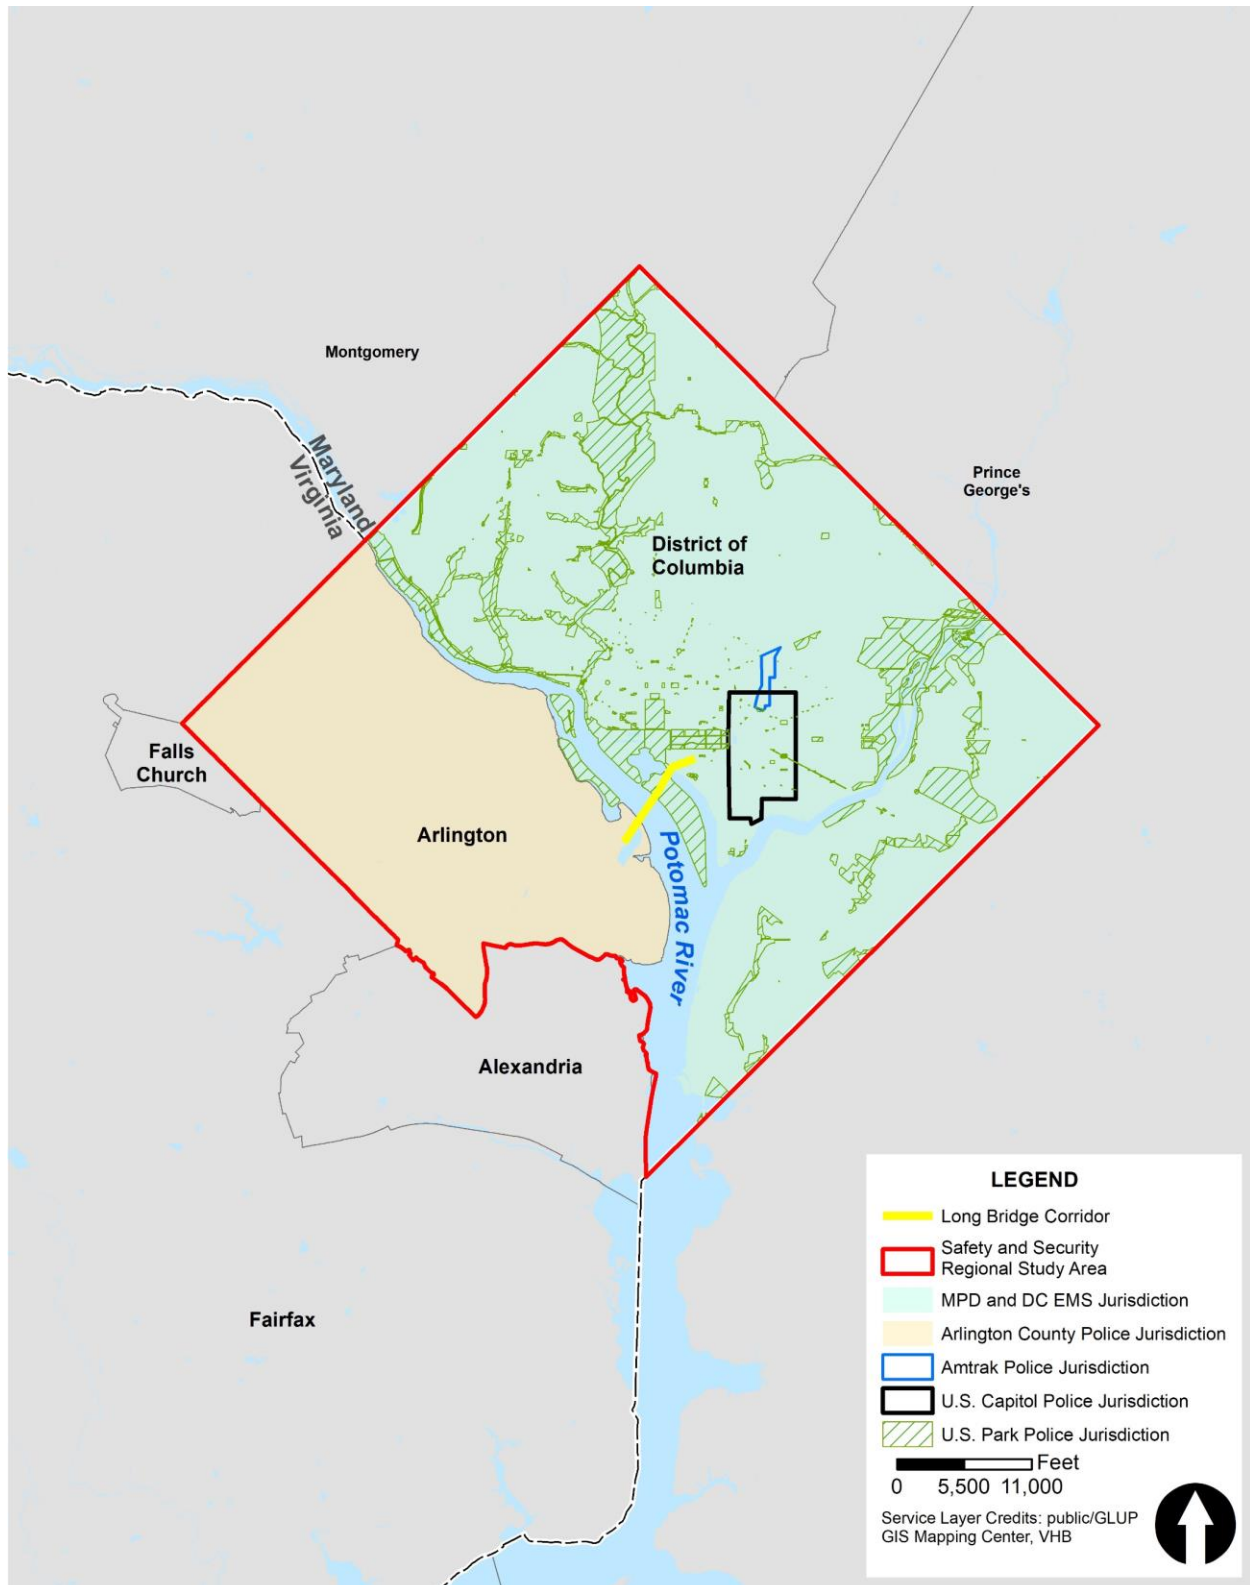 Montgomery
Maryland
Virginia
Prince
George's
District of
Columbia
Falls
Church
Arlington
Potomac River
Alexandria
Fairfax
LEGEND
Long Bridge Corridor
Safety and Security
Regional Study Area
MPD and DC EMS Jurisdiction
Arlington County Police Jurisdiction
Amtrak Police Jurisdiction
U.S. Capitol Police Jurisdiction
U.S. Park Police Jurisdiction
Feet
0 5,500 11,000
Service Layer Credits: public/GLUP
GIS Mapping Center, VHB